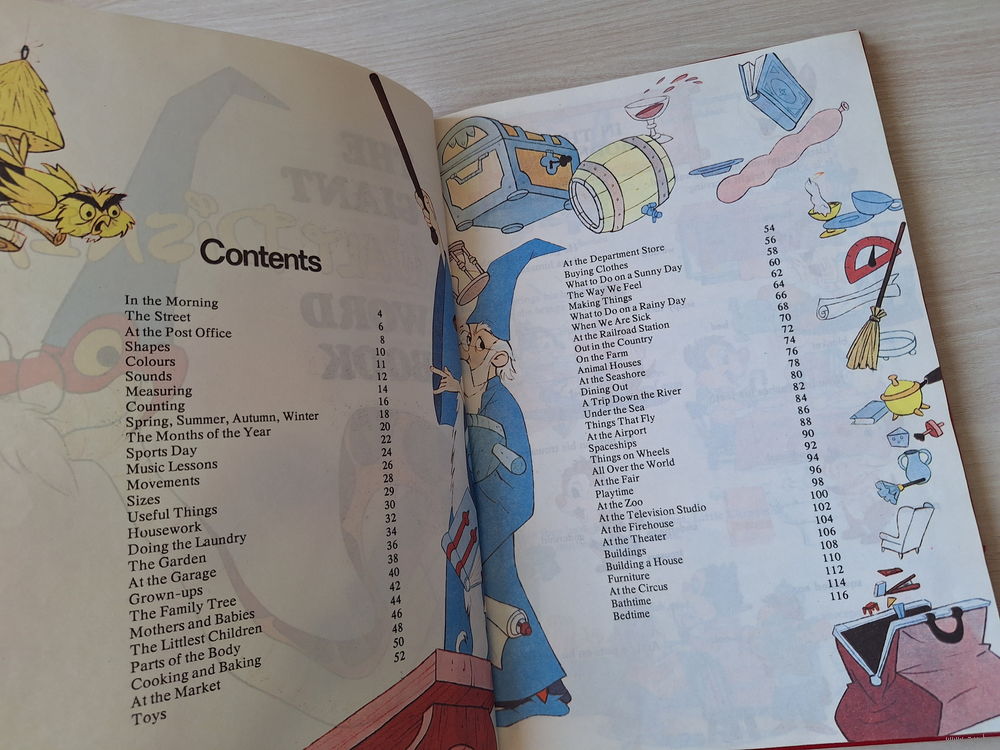 Contents
In the Morning 4
The Street 6
At the Post Office 8
Shapes 10
Colours 11
Sounds 12
Measuring 14
Counting 16
Spring, Summer, Autumn, Winter 18
The Months of the Year 20
Sports Day 22
Music Lessons 24
Movements 26
Sizes 28
Useful Things 29
Housework 30
Doing the Laundry 32
The Garden 34
At the Garage 36
Grown-ups 38
The Family Tree 40
Mothers and Babies 42
The Littlest Children 44
Parts of the Body 46
Cooking and Baking 48
At the Market 50
Toys 52
At the Department Store 54
Buying Clothes 56
What to Do on a Sunny Day 58
The Way We Feel 60
Making Things 62
What to Do on a Rainy Day 64
When We Are Sick 66
At the Railroad Station 68
Out in the Country 70
On the Farm 72
Animal Houses 74
At the Seashore 76
Dining Out 78
A Trip Down the River 80
Under the Sea 82
Things That Fly 84
At the Airport 86
Spaceships 88
Things on Wheels 90
All Over the World 92
At the Fair 94
Playtime 96
At the Zoo 98
At the Television Studio 100
At the Firehouse 102
At the Theater 104
Buildings 106
Building a House 108
Furniture 110
At the Circus 112
Bathtime 114
Bedtime 116